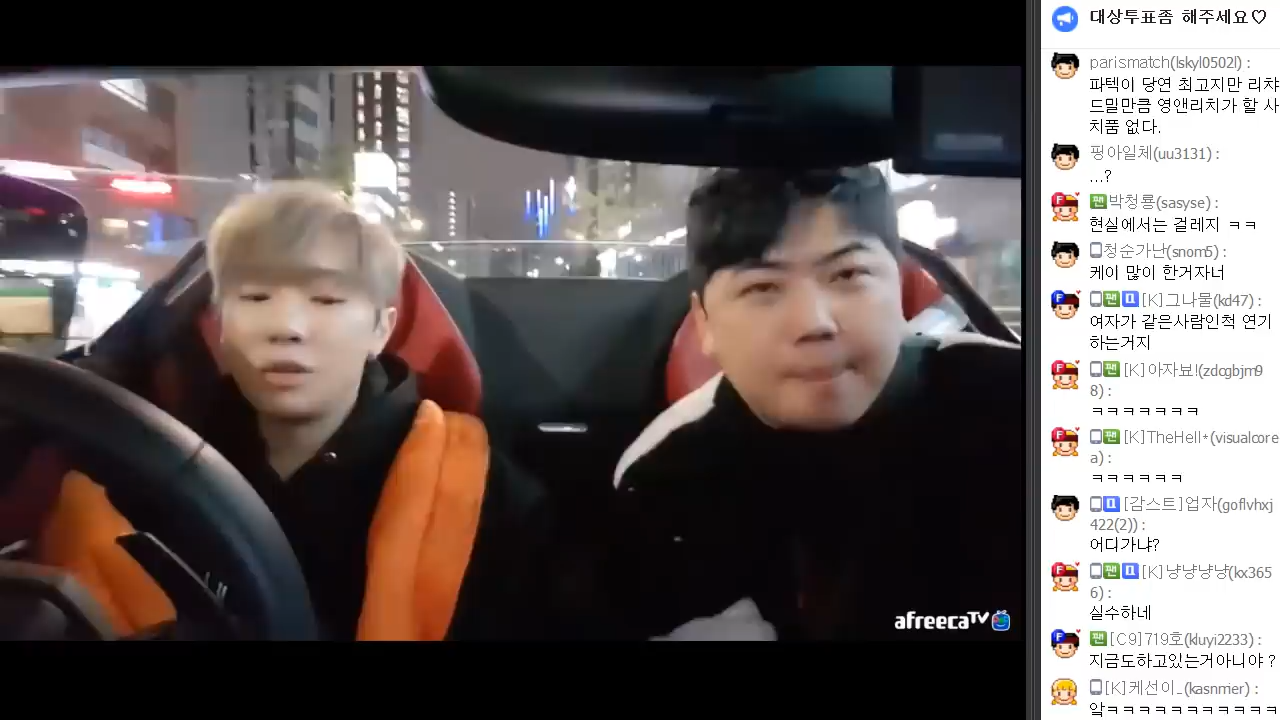 대상투표좀 해주세요♡
parismatch(lskyl0502l) :
파텍이 당연 최고지만 리챠
드밀만큼 영앤리치가 할 사
치품 없다.
핑아일체(uu3131) :
...?
팬 박청룡(sasyse) :
현실에서는 걸레지 ㅋㅋ
청순가난(snom5) :
케이 많이 한거자너
팬 [K]그나물(kd47) :
여자가 같은사람인척 연기
하는거지
팬 [K]아자뵤!(zdcgbjm9
8) :
ㅋㅋㅋㅋㅋㅋㅋ
팬 [K]TheHell*(visualcore
a) :
ㅋㅋㅋㅋㅋㅋ
[감스트]업자(goflvhxj
422(2)) :
어디가냐?
팬 [K]냥냥냥냥(kx365
6) :
실수하네
팬 [C9]719호(kluyi2233) :
지금도하고있는거아니야 ?
[K]케선이_(kasnmier) :
악ㅋㅋㅋㅋㅋㅋㅋㅋㅋㅋ
afreecaTV